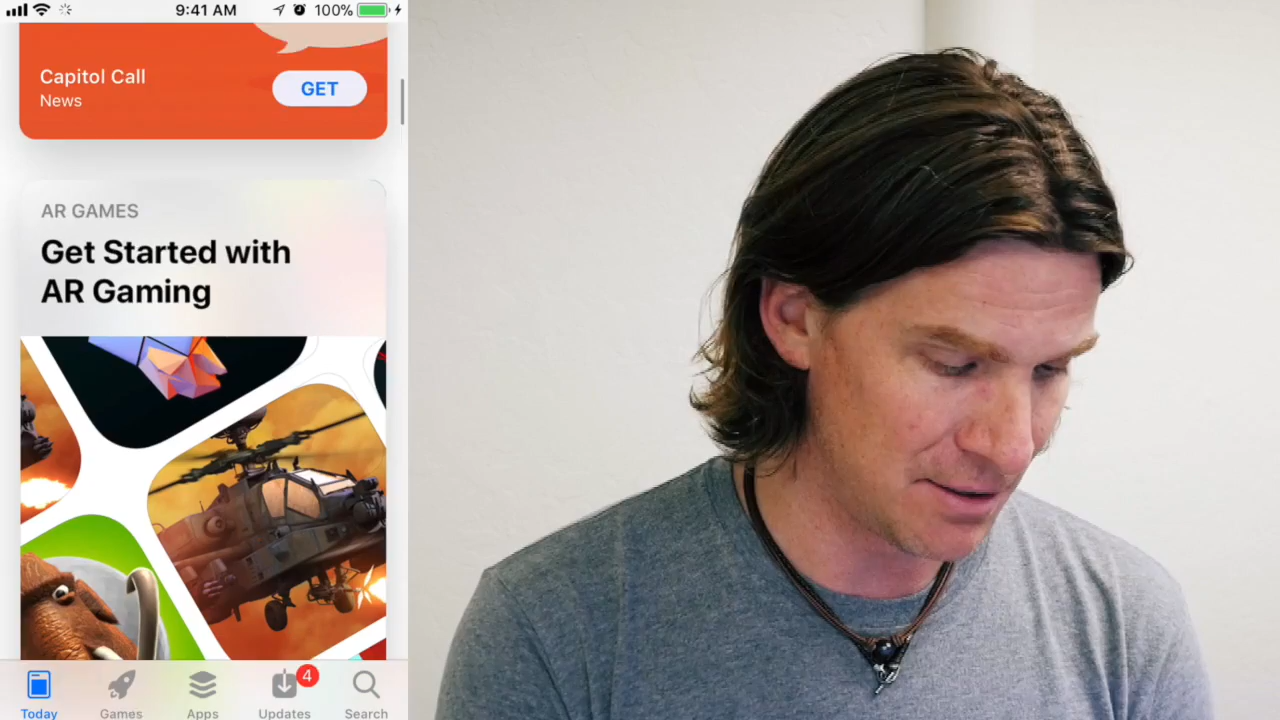 9:41 AM 100%
Capitol Call
News
GET
AR GAMES
Get Started with
AR Gaming
4
Today Games Apps Updates Search